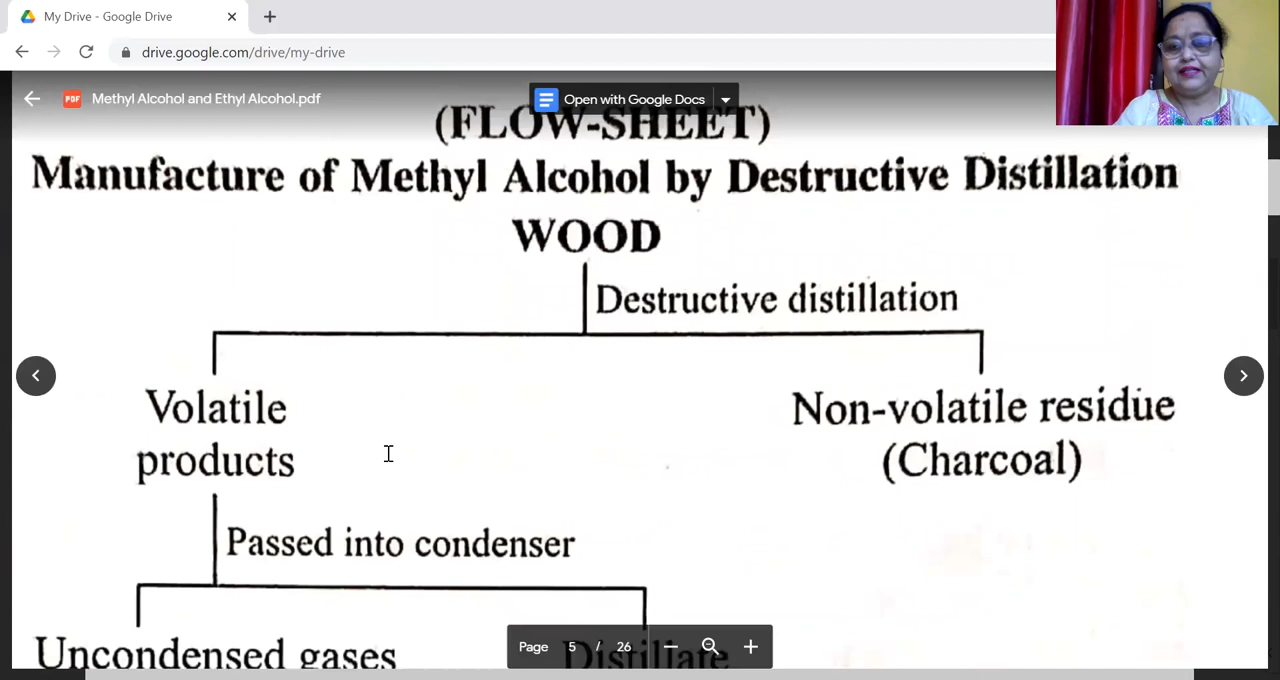 My Drive - Google Drive
drive.google.com/drive/my-drive
PDF Methyl Alcohol and Ethyl Alcohol.pdf
Open with Google Docs
(FLOW-SHEET)
Manufacture of Methyl Alcohol by Destructive Distillation
WOOD
Destructive distillation
Volatile
products
Non-volatile residue
(Charcoal)
Passed into condenser
Uncondensed gases
Distillate
Page 5 / 26